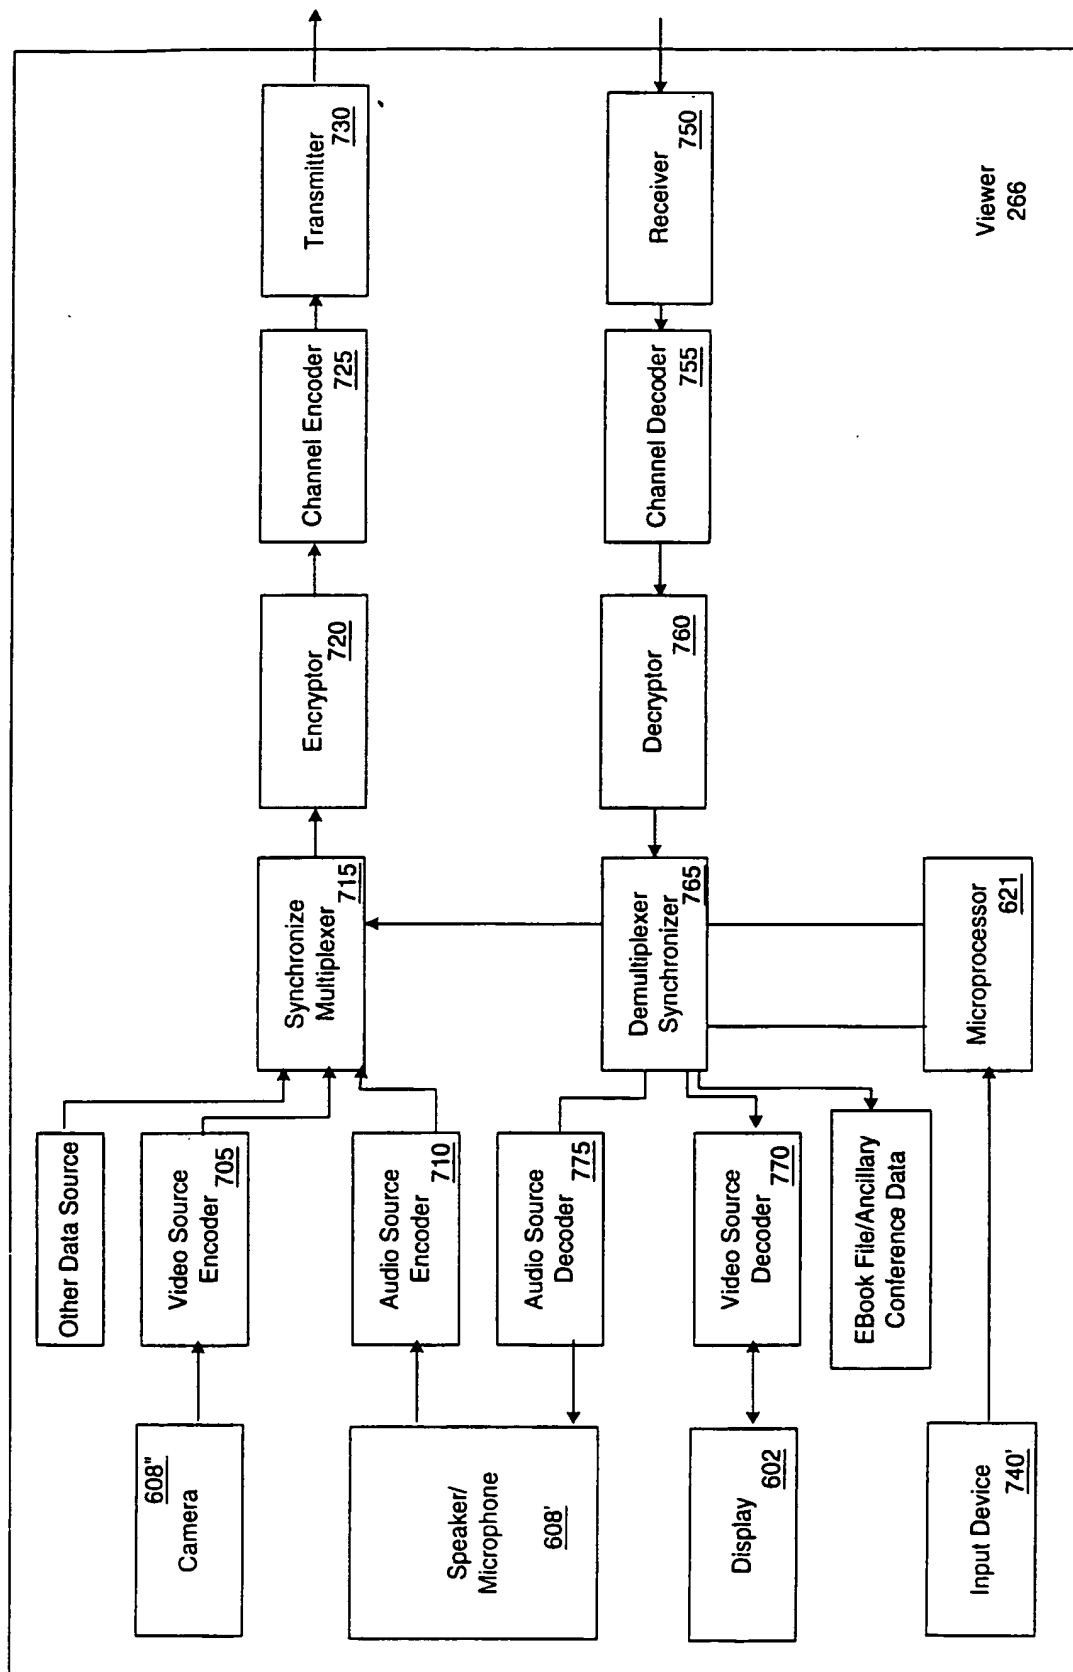 Other Data Source
Camera
608"
Video Source
Encoder
705
Synchronize
Multiplexer
715
Encryptor
720
Channel Encoder
725
Transmitter
730
Speaker/
Microphone
608'
Audio Source
Encoder
710
Audio Source
Decoder
775
Display
602
Video Source
Decoder
770
Demultiplexer
Synchronizer
765
Decryptor
760
Channel Decoder
755
Receiver
750
EBook File/Ancillary
Conference Data
Input Device
740'
Microprocessor
621
Viewer
266